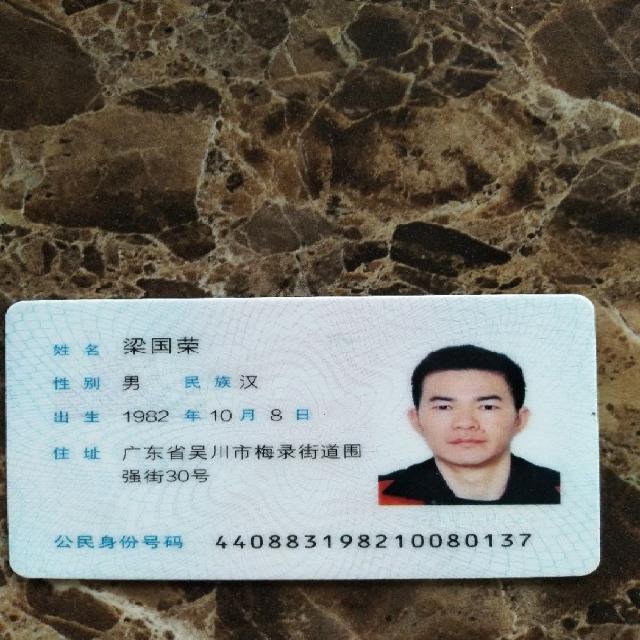 姓名 梁国荣
性别 男 民族 汉
出生 1982 年 10 月 8 日
住址 广东省吴川市梅录街道围
强街30号
公民身份号码 440883198210080137